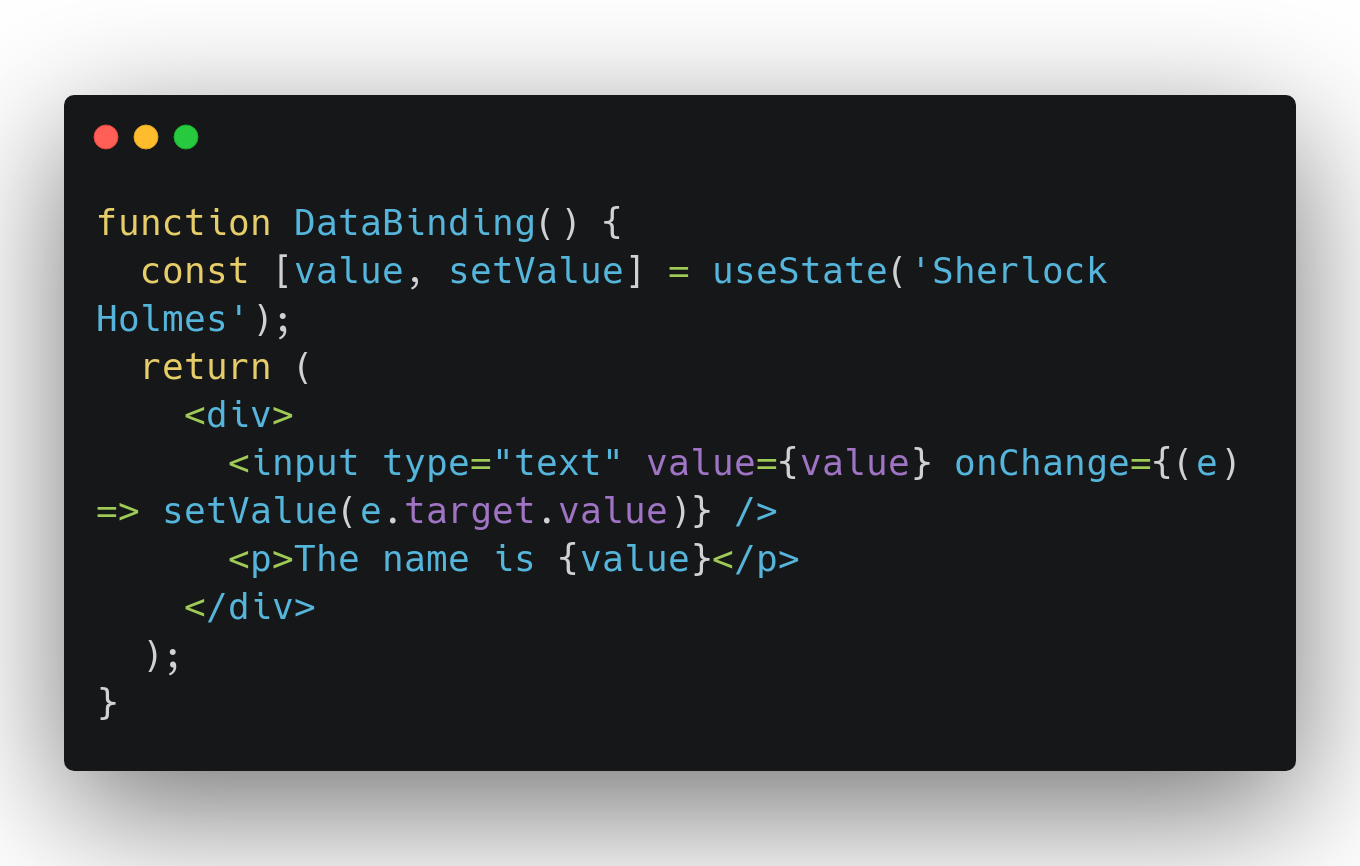 function DataBinding() {
  const [value, setValue] = useState('Sherlock
Holmes');
  return (
    <div>
      <input type="text" value={value} onChange={(e)
=> setValue(e.target.value)} />
      <p>The name is {value}</p>
    </div>
  );
}